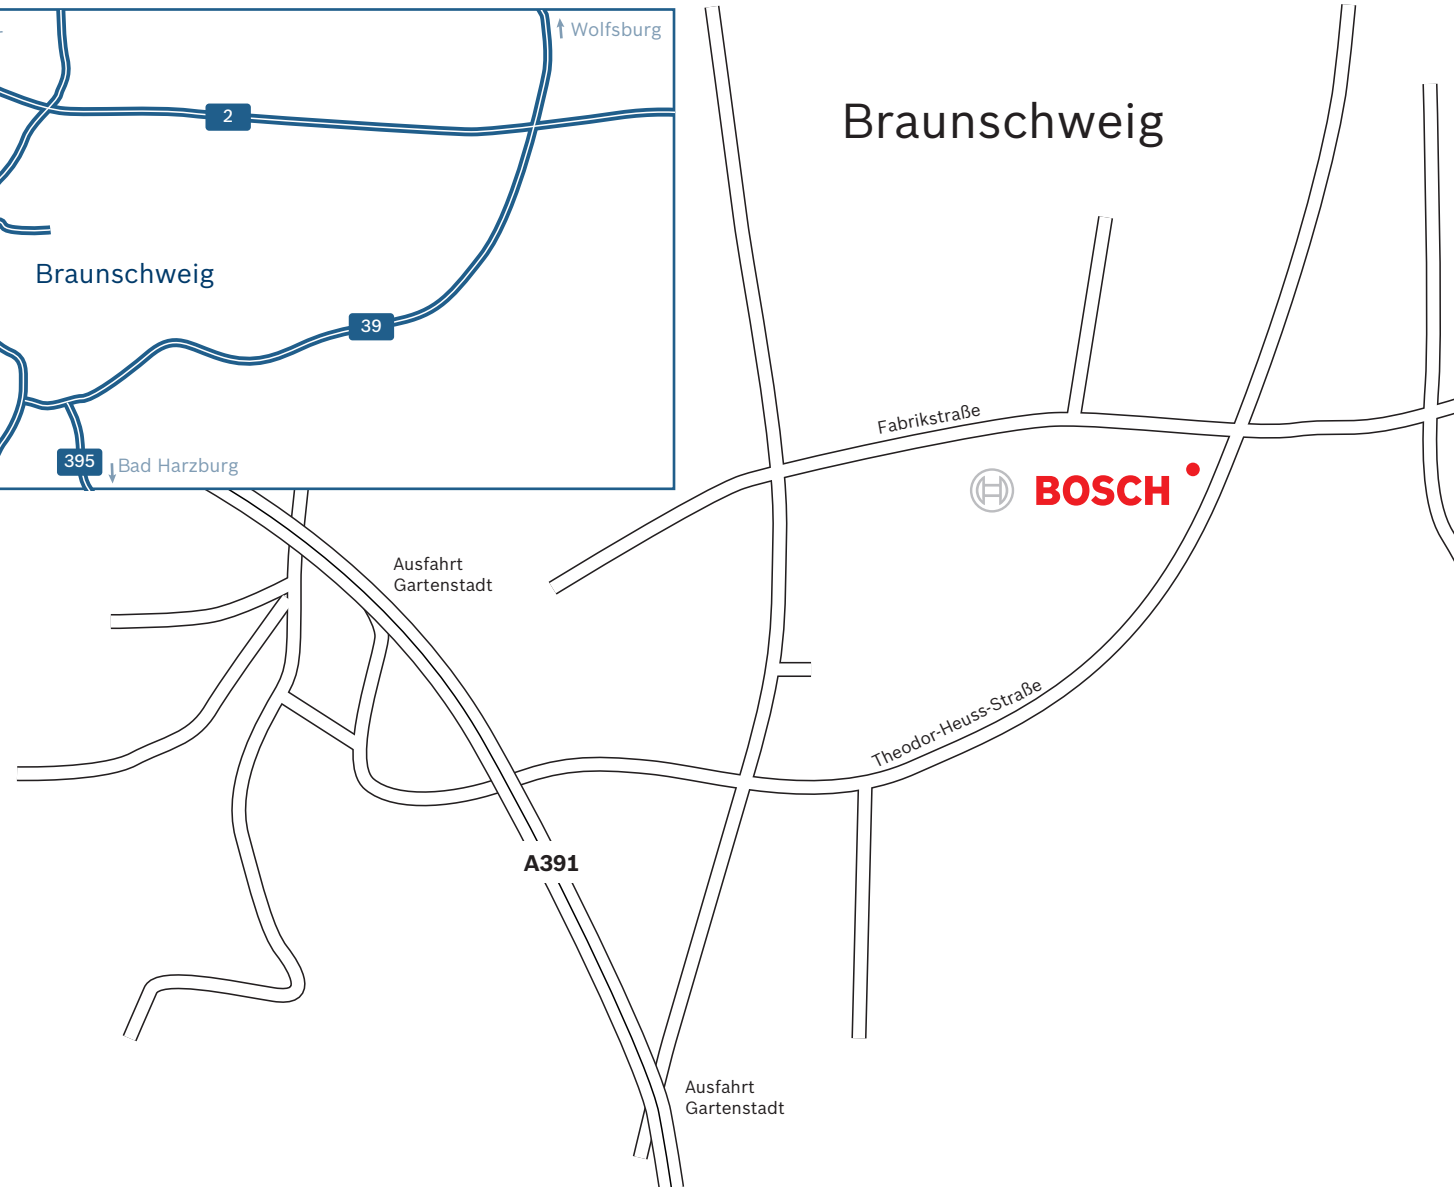 Wolfsburg
2
Braunschweig
39
395
Bad Harzburg
Braunschweig
Fabrikstraße
BOSCH
Ausfahrt
Gartenstadt
Theodor-Heuss-Straße
A391
Ausfahrt
Gartenstadt